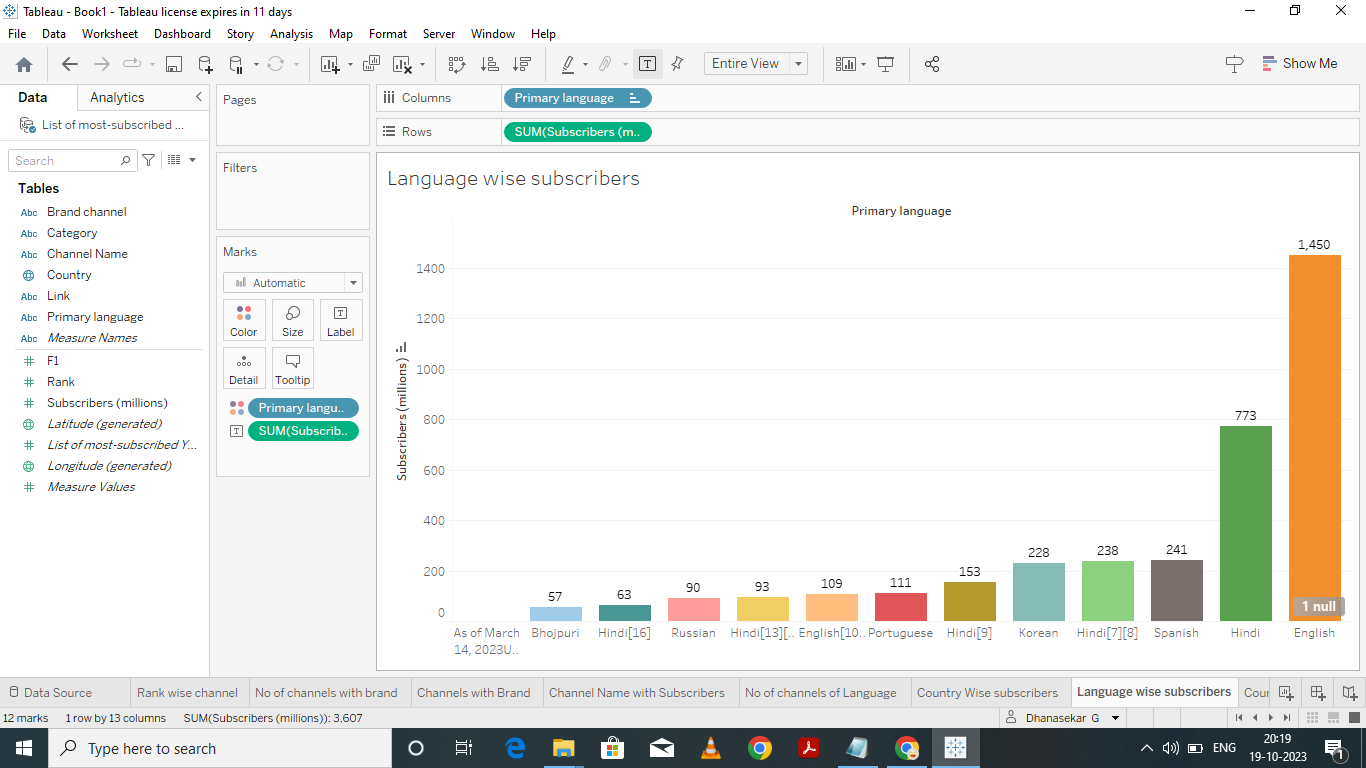 Tableau - Book1 - Tableau license expires in 11 days
File Data Worksheet Dashboard Story Analysis Map Format Server Window Help
Entire View
Show Me
Data Analytics
List of most-subscribed ...
Search
Tables
Abc Brand channel
Abc Category
Abc Channel Name
Country
Abc Link
Abc Primary language
Abc Measure Names
F1
Rank
Subscribers (millions)
Latitude (generated)
List of most-subscribed Y...
Longitude (generated)
Measure Values
Pages
Filters
Marks
Automatic
Color Size Label
Detail Tooltip
Primary langu..
SUM(Subscrib..
Columns Primary language
Rows SUM(Subscribers (m..
Language wise subscribers
Primary language
Subscribers (millions)
1400
1200
1000
800
600
400
200
0
57 63 90 93 109 111 153 228 238 241 773 1,450
1 null
As of March 14, 2023U.. Bhojpuri Hindi[16] Russian Hindi[13][.. English[10.. Portuguese Hindi[9] Korean Hindi[7][8] Spanish Hindi English
Data Source Rank wise channel No of channels with brand Channels with Brand Channel Name with Subscribers No of channels of Language Country Wise subscribers Language wise subscribers Cour
12 marks 1 row by 13 columns SUM(Subscribers (millions)): 3,607 Dhanasekar G
Type here to search
ENG
20:19
19-10-2023
1